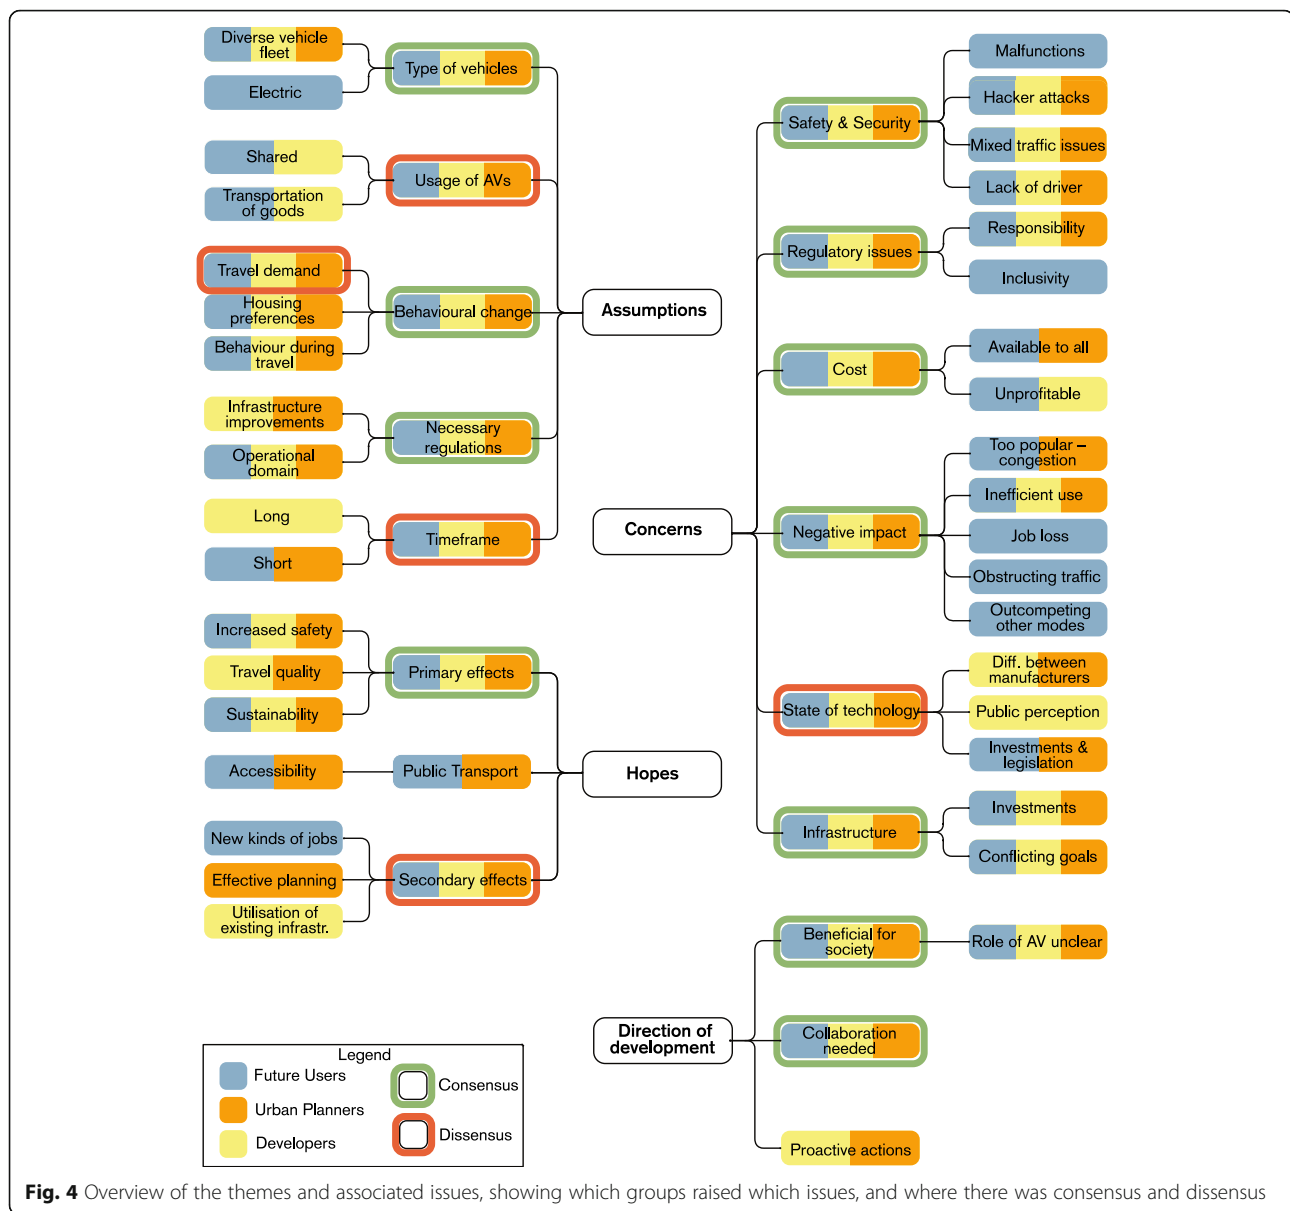 Diverse vehicle
fleet
Electric
Type of vehicles
Shared
Transportation
of goods
Usage of AVs
Travel demand
Housing
preferences
Behaviour during
travel
Behavioural change
Infrastructure
improvements
Operational
domain
Necessary
regulations
Long
Short
Timeframe
Assumptions
Increased safety
Travel quality
Sustainability
Primary effects
Accessibility
Public Transport
New kinds of jobs
Effective planning
Utilisation of
existing infrastr.
Secondary effects
Hopes
Concerns
Safety & Security
Malfunctions
Hacker attacks
Mixed traffic issues
Lack of driver
Regulatory issues
Responsibility
Inclusivity
Cost
Available to all
Unprofitable
Negative impact
Too popular –
congestion
Inefficient use
Job loss
Obstructing traffic
Outcompeting
other modes
State of technology
Diff. between
manufacturers
Public perception
Investments &
legislation
Infrastructure
Investments
Conflicting goals
Direction of
development
Beneficial for
society
Role of AV unclear
Collaboration
needed
Proactive actions
Legend
Future Users
Urban Planners
Developers
Consensus
Dissensus
Fig. 4 Overview of the themes and associated issues, showing which groups raised which issues, and where there was consensus and dissensus